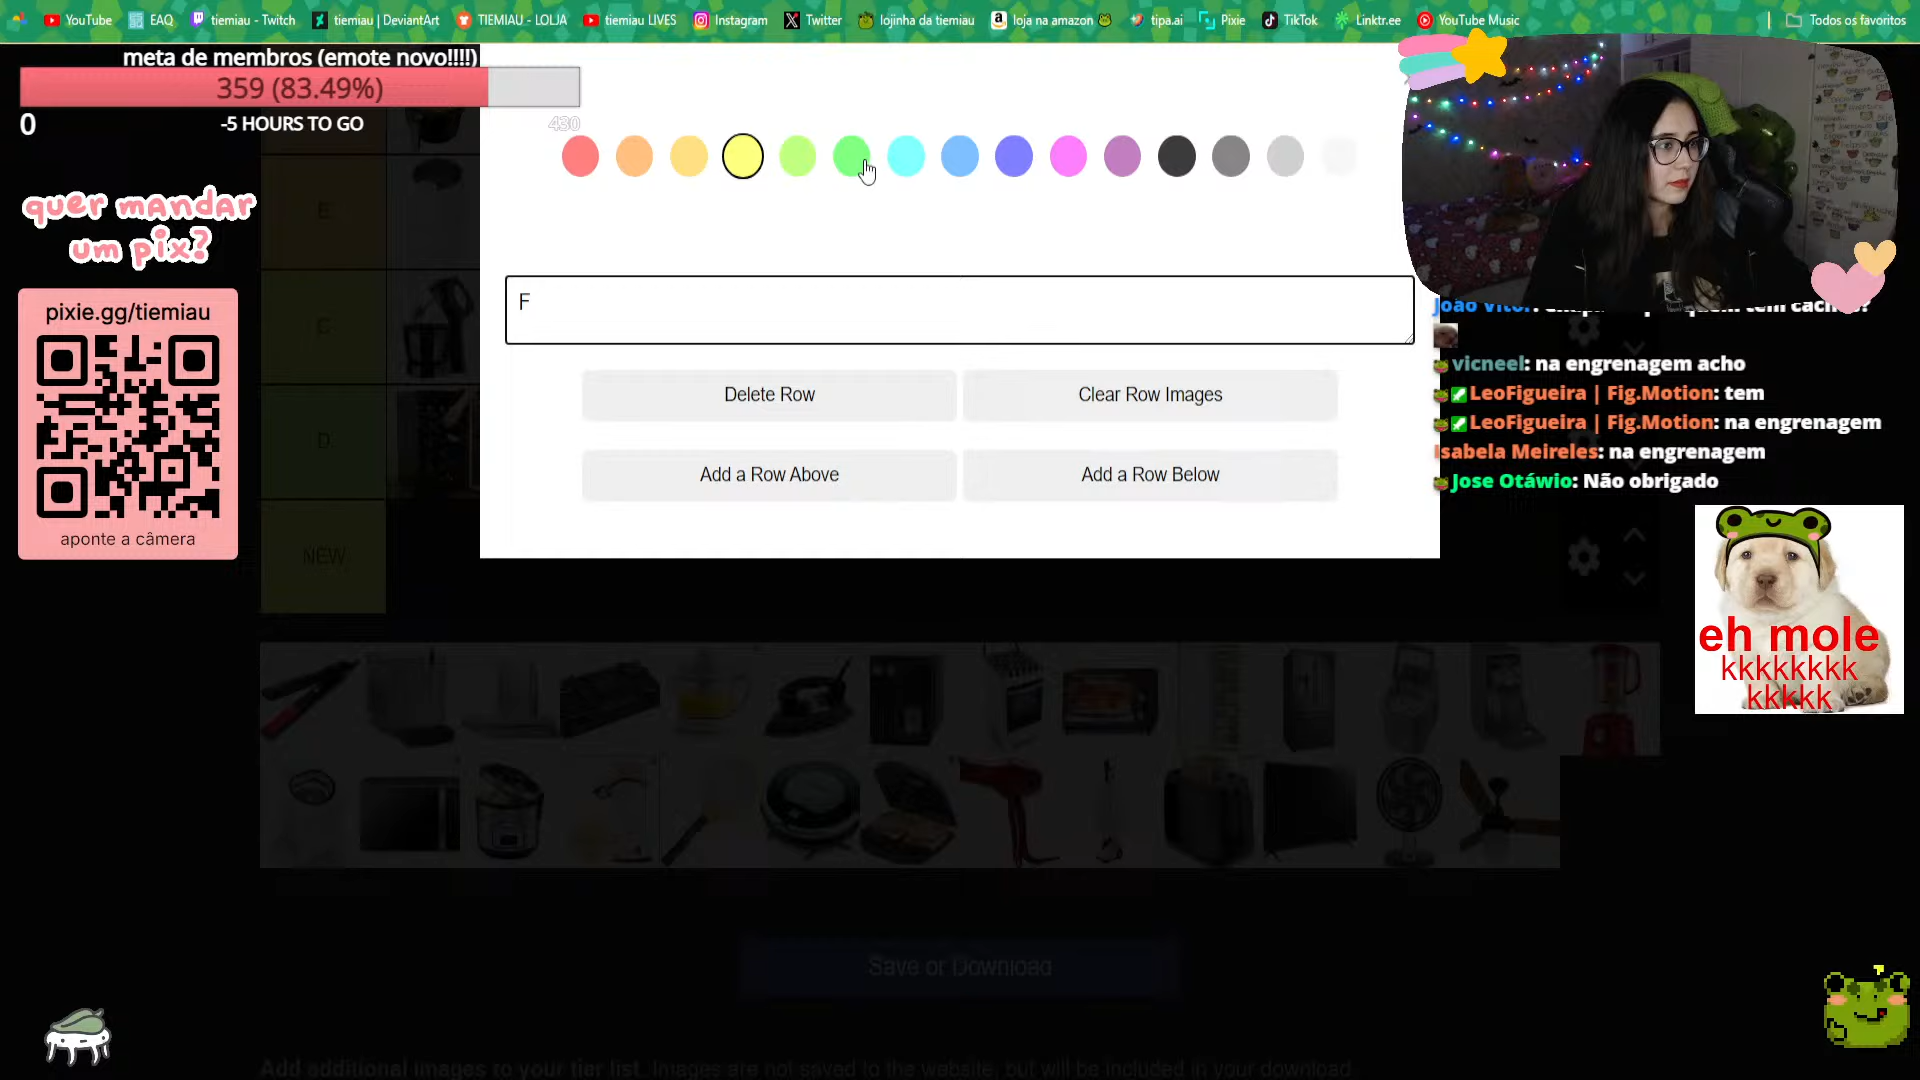 YouTube
EAQ
tiemiau - Twitch
tiemiau | DeviantArt
TIEMIAU - LOLJA
tiemiau LIVES
Instagram
Twitter
lojinha da tiemiau
loja na amazon
tipa.ai
Pixie
TikTok
Linktr.ee
YouTube Music
Todos os favoritos
meta de membros (emote novo!!!!)
359 (83.49%)
0
-5 HOURS TO GO
430
quer mandar
um pix?
pixie.gg/tiemiau
aponte a câmera
B
C
D
NEW
F
Delete Row
Clear Row Images
Add a Row Above
Add a Row Below
João Vitor:
vicneel: na engrenagem acho
LeoFigueira | Fig.Motion: tem
LeoFigueira | Fig.Motion: na engrenagem
Isabela Meireles: na engrenagem
Jose Otáwio: Não obrigado
eh mole
kkkkkkkk
kkkkk
Save or Download
Add additional images to your tier list. Images are not saved to the website, but will be included in your download.